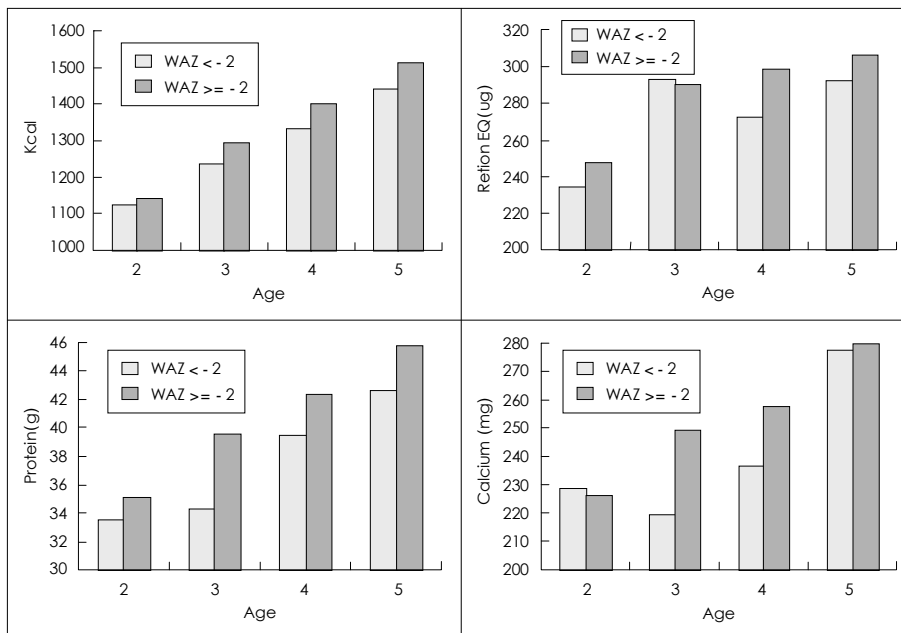 1600
1500
1400
1300
1200
1100
1000
Kcal
WAZ < - 2
WAZ >= - 2
2 3 4 5
Age
320
300
280
260
240
220
200
Retion EQ(ug)
WAZ < - 2
WAZ >= - 2
2 3 4 5
Age
46
44
42
40
38
36
34
32
30
Protein(g)
WAZ < - 2
WAZ >= - 2
2 3 4 5
Age
280
270
260
250
240
230
220
210
200
Calcium (mg)
WAZ < - 2
WAZ >= - 2
2 3 4 5
Age